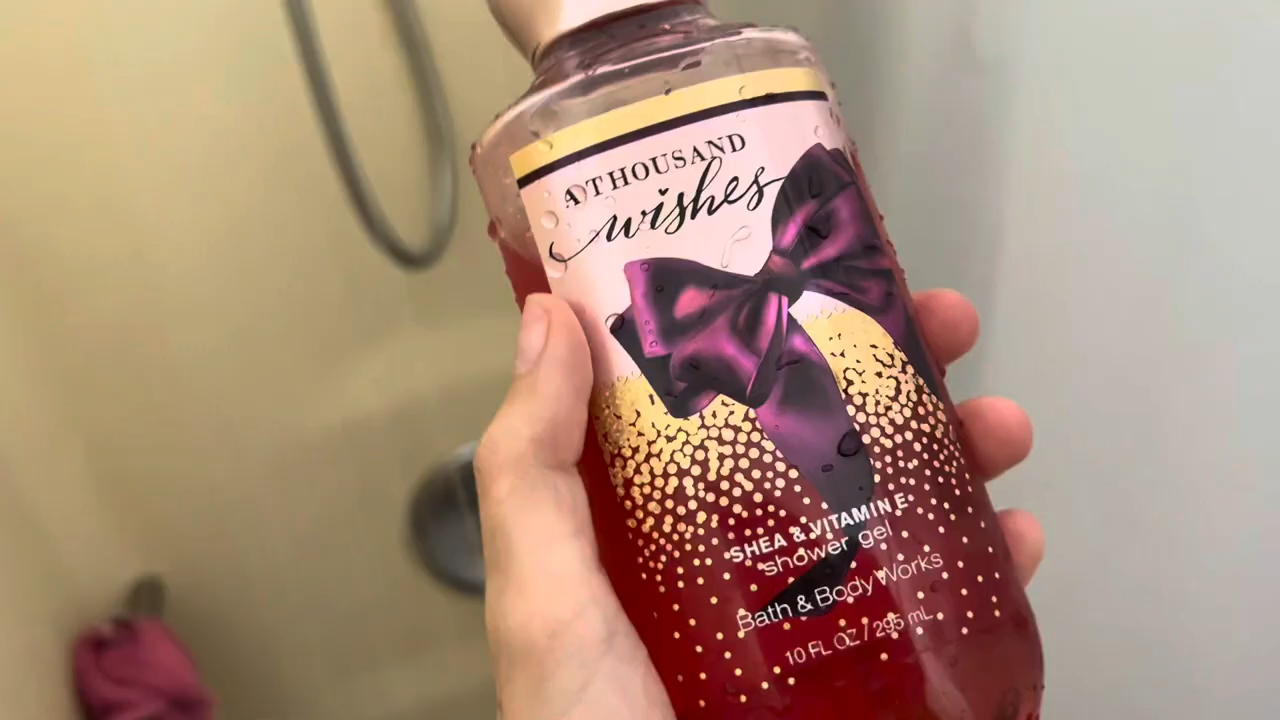 A THOUSAND
wishes
SHEA & VITAMIN E
shower gel
Bath & Body Works
10 FL OZ / 295 mL